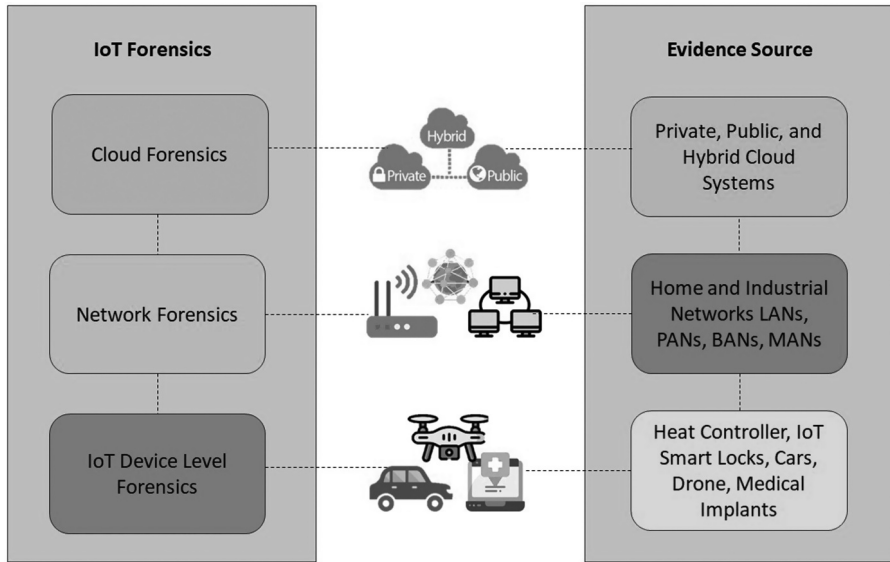 IoT Forensics
Evidence Source
Cloud Forensics
Hybrid
Private
Public
Private, Public, and
Hybrid Cloud
Systems
Network Forensics
Home and Industrial
Networks LANs,
PANs, BANs, MANs
IoT Device Level
Forensics
Heat Controller, IoT
Smart Locks, Cars,
Drone, Medical
Implants